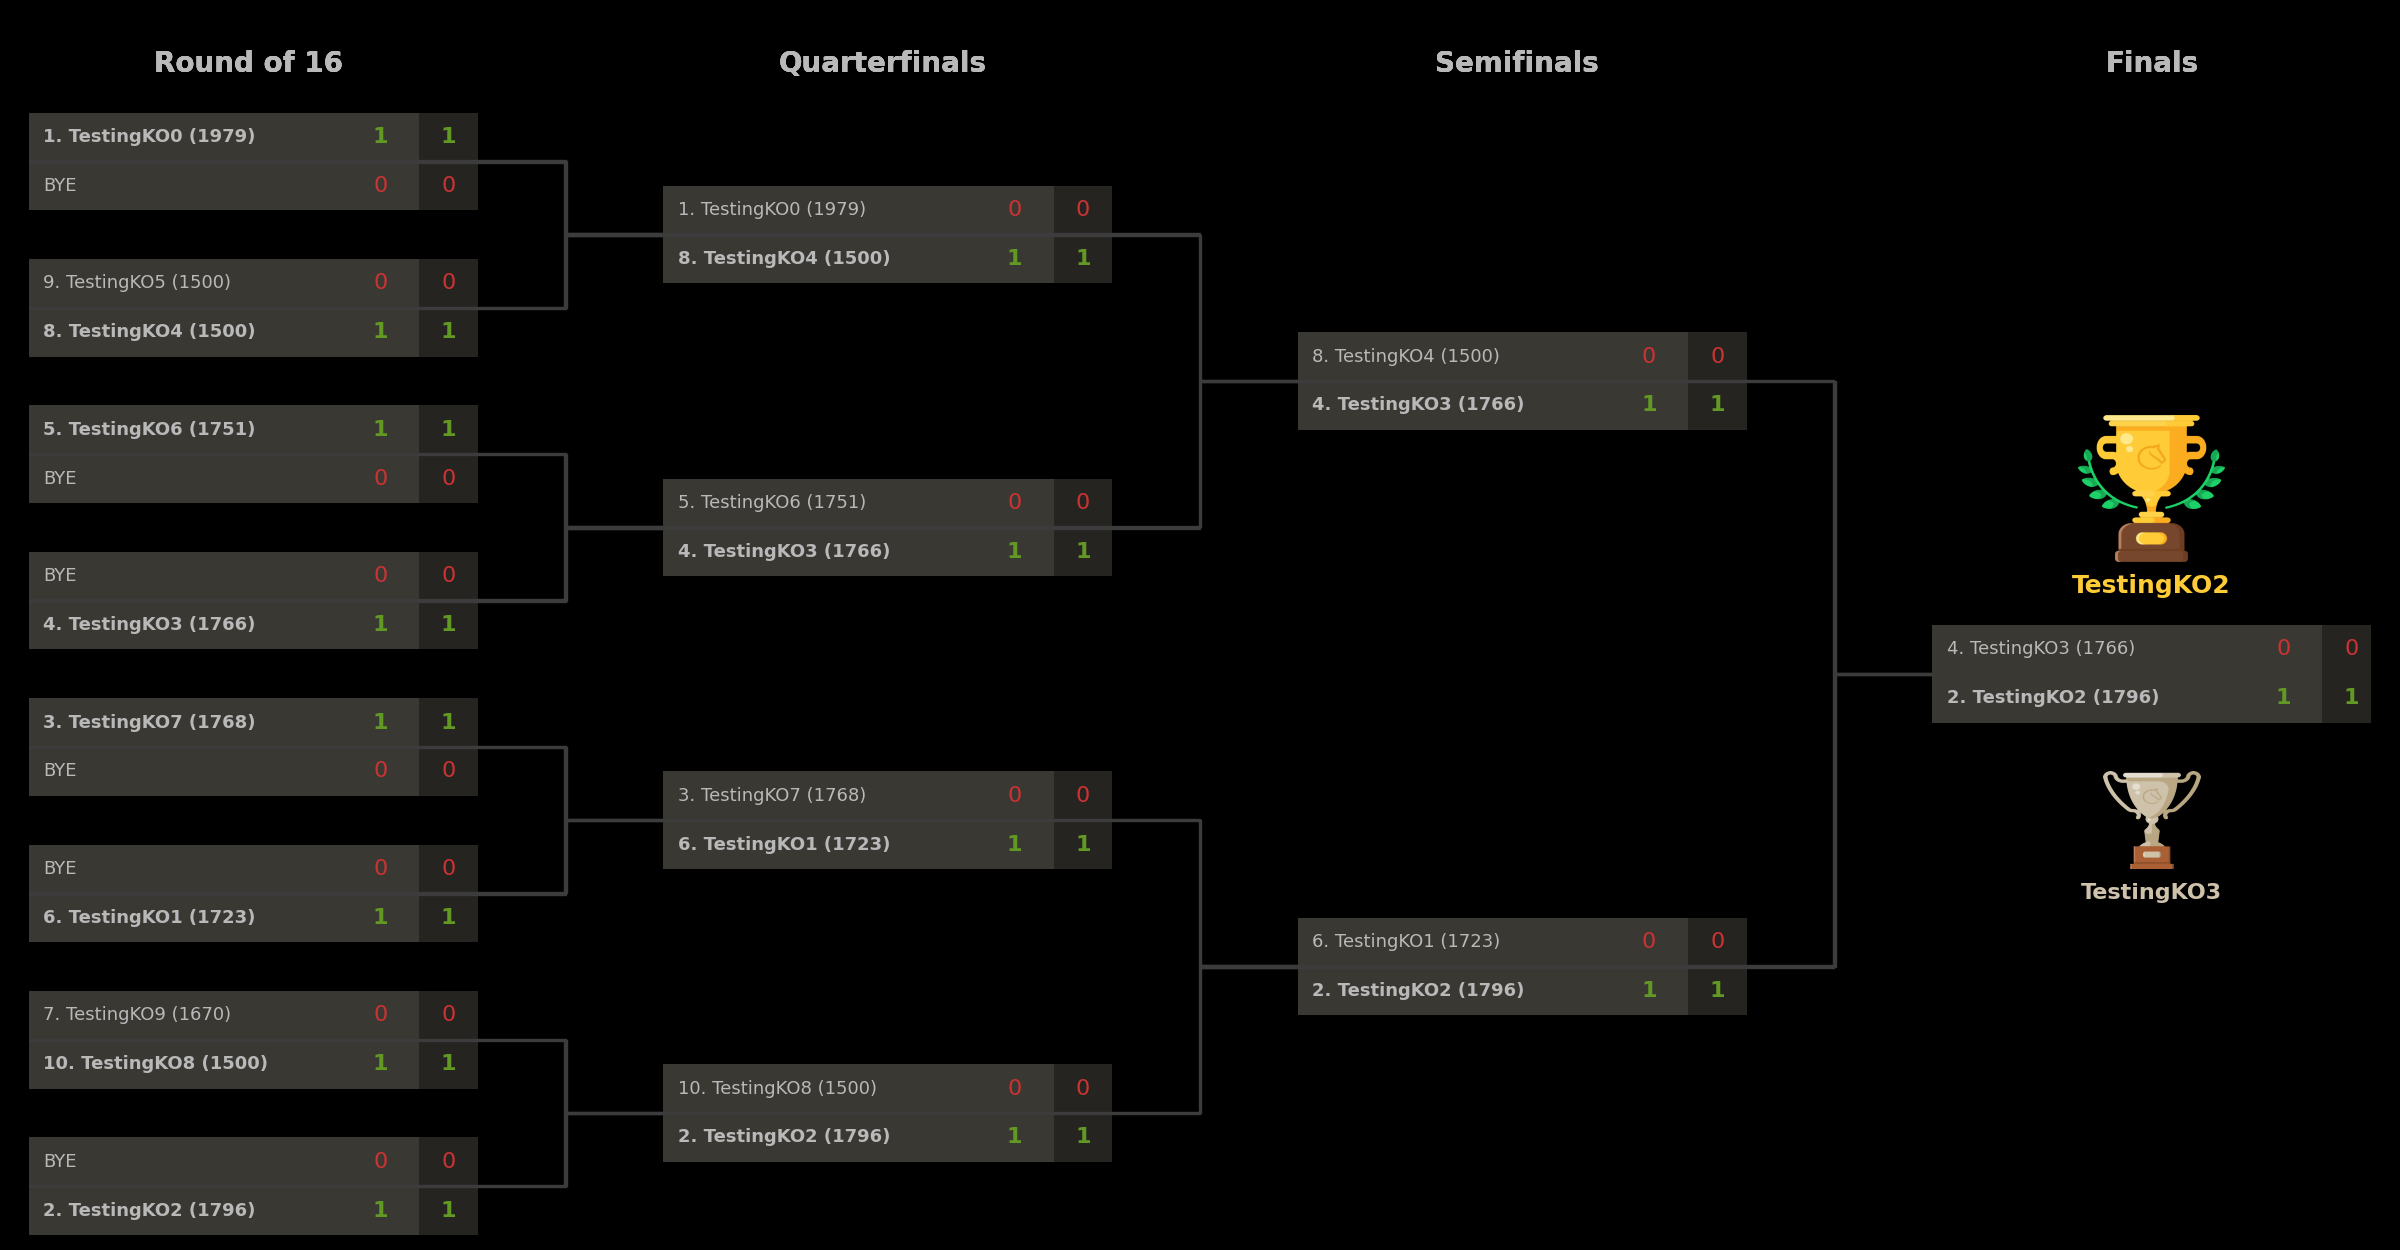 Round of 16
1. TestingKO0 (1979) 1 1
BYE 0 0
9. TestingKO5 (1500) 0 0
8. TestingKO4 (1500) 1 1
5. TestingKO6 (1751) 1 1
BYE 0 0
BYE 0 0
4. TestingKO3 (1766) 1 1
3. TestingKO7 (1768) 1 1
BYE 0 0
BYE 0 0
6. TestingKO1 (1723) 1 1
7. TestingKO9 (1670) 0 0
10. TestingKO8 (1500) 1 1
BYE 0 0
2. TestingKO2 (1796) 1 1
Quarterfinals
1. TestingKO0 (1979) 0 0
8. TestingKO4 (1500) 1 1
5. TestingKO6 (1751) 0 0
4. TestingKO3 (1766) 1 1
3. TestingKO7 (1768) 0 0
6. TestingKO1 (1723) 1 1
10. TestingKO8 (1500) 0 0
2. TestingKO2 (1796) 1 1
Semifinals
8. TestingKO4 (1500) 0 0
4. TestingKO3 (1766) 1 1
6. TestingKO1 (1723) 0 0
2. TestingKO2 (1796) 1 1
Finals
TestingKO2
4. TestingKO3 (1766) 0 0
2. TestingKO2 (1796) 1 1
TestingKO3